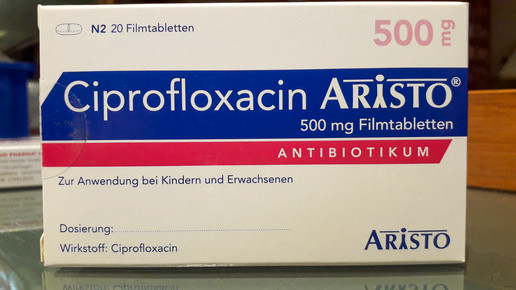 N2 20 Filmtabletten
500 mg
Ciprofloxacin ARISTO®
500 mg Filmtabletten
ANTIBIOTIKUM
Zur Anwendung bei Kindern und Erwachsenen
Dosierung:
Wirkstoff: Ciprofloxacin
ARISTO